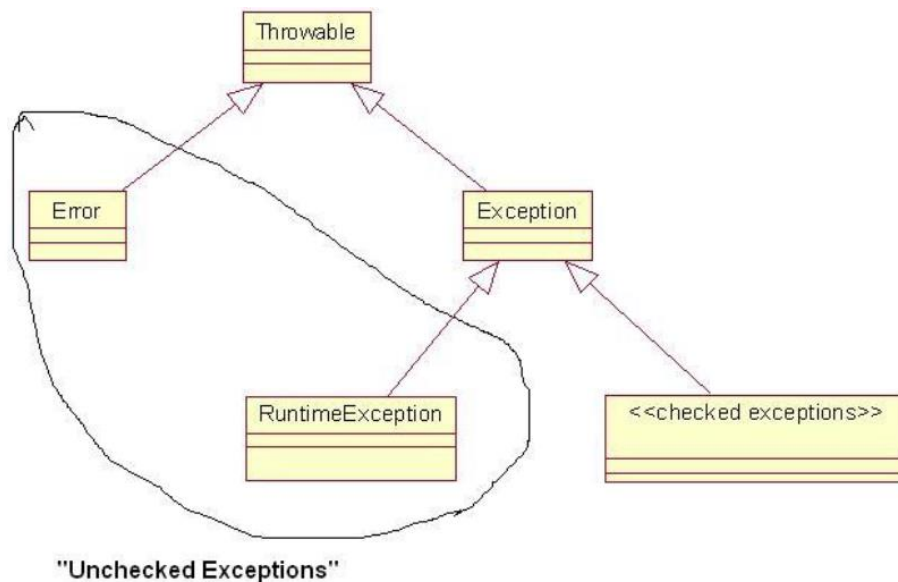 Throwable
Error
Exception
RuntimeException
<<checked exceptions>>
"Unchecked Exceptions"